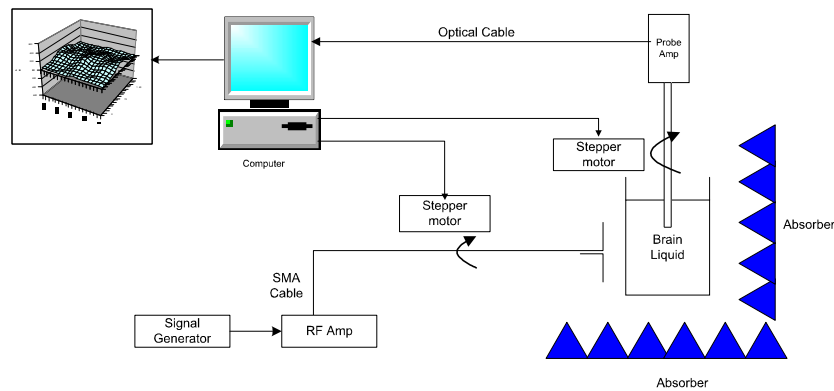 Optical Cable
Probe
Amp
Computer
Stepper
motor
Stepper
motor
Absorber
Brain
Liquid
SMA
Cable
Signal
Generator
RF Amp
Absorber